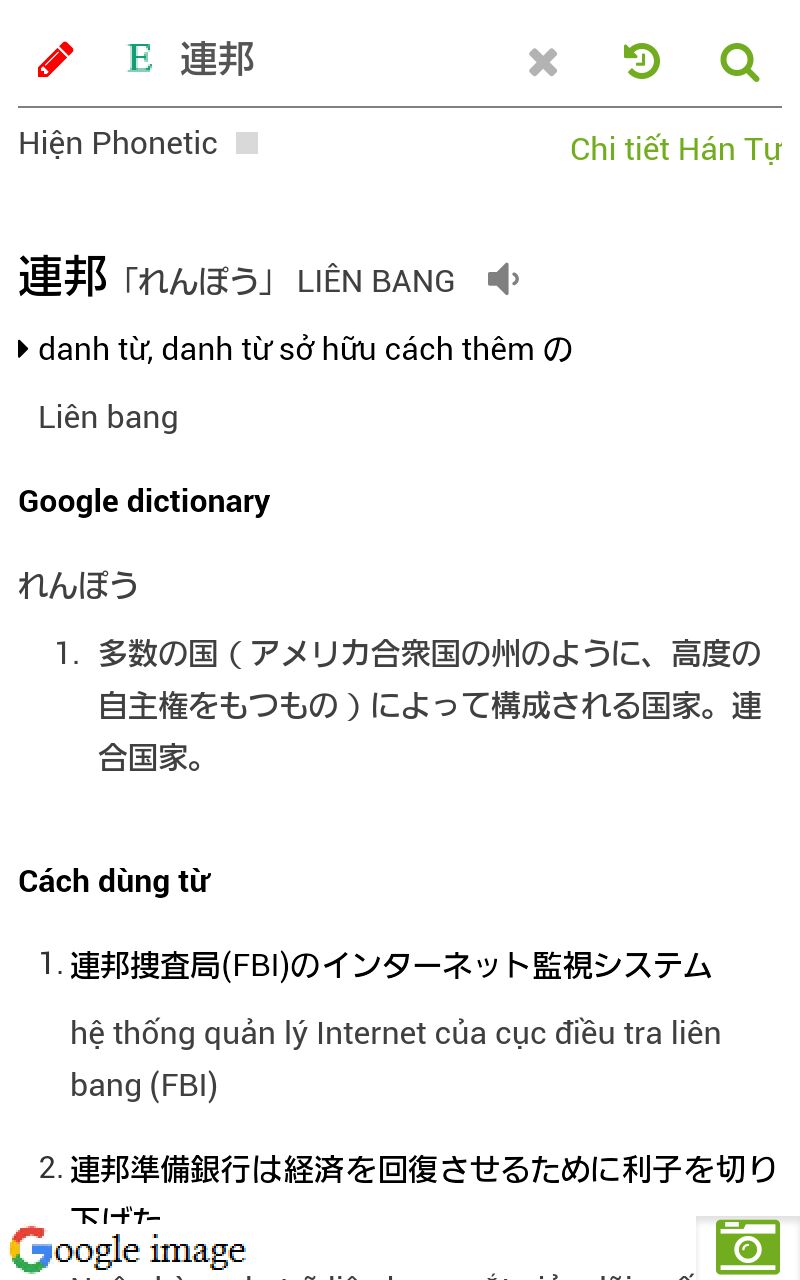 E 連邦
Hiện Phonetic
Chi tiết Hán Tự
連邦「れんぽう」 LIÊN BANG
danh từ, danh từ sở hữu cách thêm の
Liên bang
Google dictionary
れんぽう
1. 多数の国（アメリカ合衆国の州のように、高度の
自主権をもつもの）によって構成される国家。連
合国家。
Cách dùng từ
1. 連邦捜査局(FBI)のインターネット監視システム
hệ thống quản lý Internet của cục điều tra liên
bang (FBI)
2. 連邦準備銀行は経済を回復させるために利子を切り
下げた
Google image